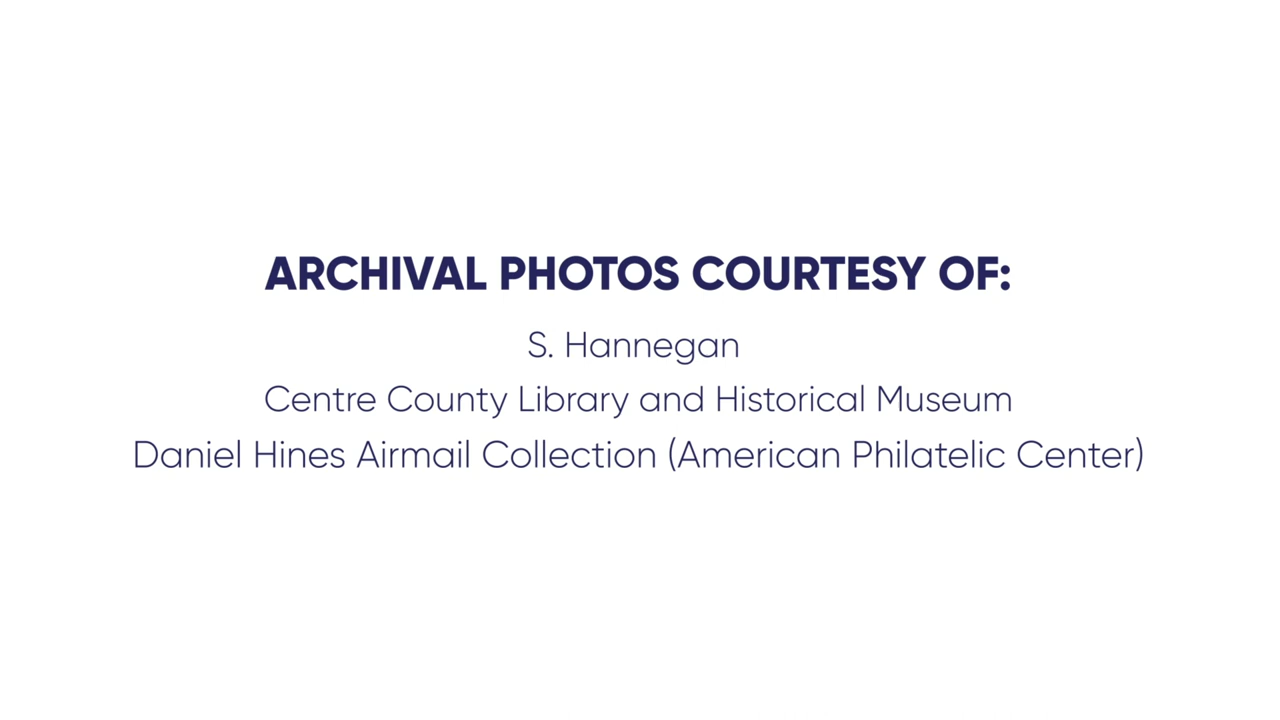 ARCHIVAL PHOTOS COURTESY OF:
S. Hannegan
Centre County Library and Historical Museum
Daniel Hines Airmail Collection (American Philatelic Center)